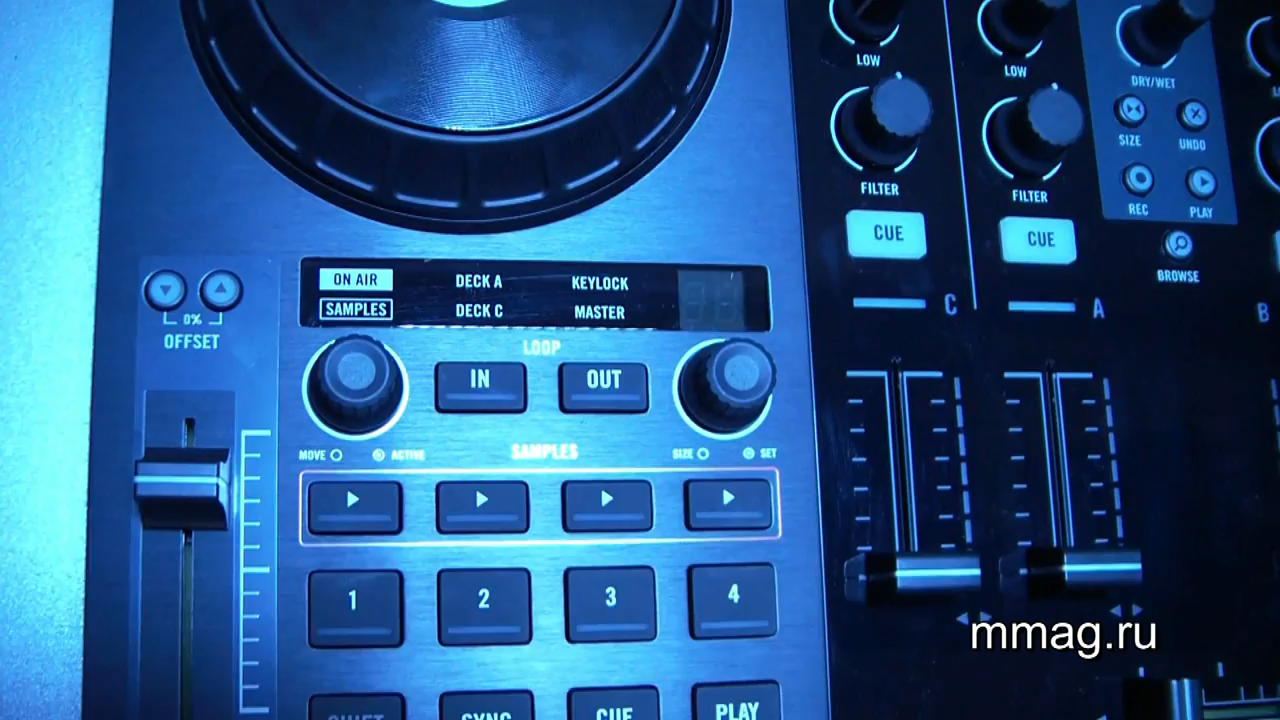 LOW
LOW
DRY/WET
SIZE
UNDO
FILTER
FILTER
REC
PLAY
CUE
CUE
BROWSE
ON AIR
DECK A
KEYLOCK
SAMPLES
DECK C
MASTER
C
A
B
0%
OFFSET
LOOP
IN
OUT
MOVE
ACTIVE
SAMPLES
SIZE
SET
1
2
3
4
mmag.ru
SHIFT
SYNC
CUE
PLAY